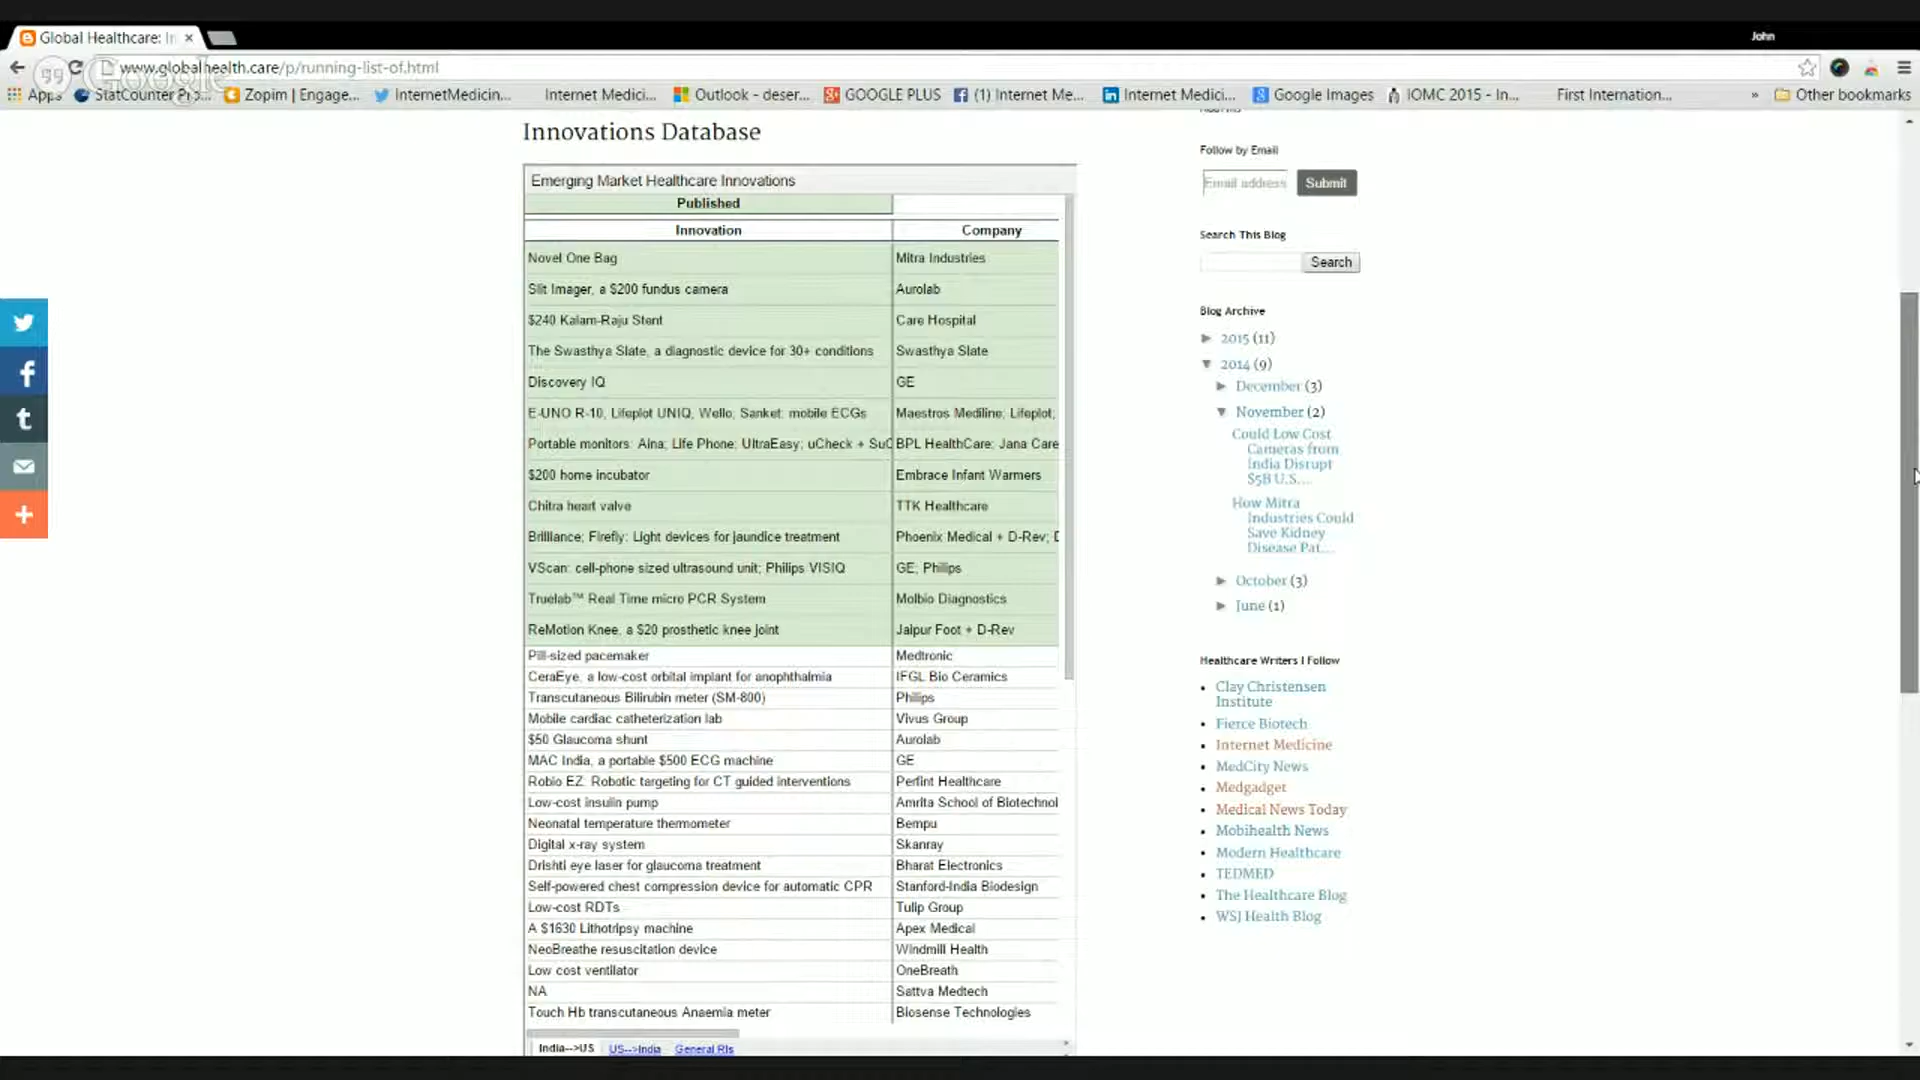 Global Healthcare: In
John
www.globalhealth.care/p/running-list-of.html
Google
Apps
StatCounter Pro...
Zopim | Engage...
InternetMedicin...
Internet Medici...
Outlook - deser...
GOOGLE PLUS
(1) Internet Me...
Internet Medici...
Google Images
IOMC 2015 - In...
First Internation...
» Other bookmarks
Innovations Database
Emerging Market Healthcare Innovations
Published
Innovation Company
Novel One Bag Mitra Industries
Slit Imager, a $200 fundus camera Aurolab
$240 Kalam-Raju Stent Care Hospital
The Swasthya Slate, a diagnostic device for 30+ conditions Swasthya Slate
Discovery IQ GE
E-UNO R-10, Lifeplot UNIQ, Wello, Sanket: mobile ECGs Maestros Mediline; Lifeplot;
Portable monitors: Aina; Life Phone; UltraEasy; uCheck + SuC BPL HealthCare; Jana Care
$200 home incubator Embrace Infant Warmers
Chitra heart valve TTK Healthcare
Brilliance; Firefly: Light devices for jaundice treatment Phoenix Medical + D-Rev; D
VScan: cell-phone sized ultrasound unit; Philips VISIQ GE; Philips
Truelab™ Real Time micro PCR System Molbio Diagnostics
ReMotion Knee, a $20 prosthetic knee joint Jaipur Foot + D-Rev
Pill-sized pacemaker Medtronic
CeraEye, a low-cost orbital implant for anophthalmia IFGL Bio Ceramics
Transcutaneous Bilirubin meter (SM-800) Philips
Mobile cardiac catheterization lab Vivus Group
$50 Glaucoma shunt Aurolab
MAC India, a portable $500 ECG machine GE
Robio EZ: Robotic targeting for CT guided interventions Perfint Healthcare
Low-cost insulin pump Amrita School of Biotechnol
Neonatal temperature thermometer Bempu
Digital x-ray system Skanray
Drishti eye laser for glaucoma treatment Bharat Electronics
Self-powered chest compression device for automatic CPR Stanford-India Biodesign
Low-cost RDTs Tulip Group
A $1630 Lithotripsy machine Apex Medical
NeoBreathe resuscitation device Windmill Health
Low cost ventilator OneBreath
NA Sattva Medtech
Touch Hb transcutaneous Anaemia meter Biosense Technologies
India-->US US-->India General RIs
Follow by Email
Email address Submit
Search This Blog
Search
Blog Archive
► 2015 (11)
▼ 2014 (9)
► December (3)
▼ November (2)
Could Low Cost
Cameras from
India Disrupt
$5B U.S....
How Mitra
Industries Could
Save Kidney
Disease Pat...
► October (3)
► June (1)
Healthcare Writers I Follow
Clay Christensen
Institute
Fierce Biotech
Internet Medicine
MedCity News
Medgadget
Medical News Today
Mobihealth News
Modern Healthcare
TEDMED
The Healthcare Blog
WSJ Health Blog